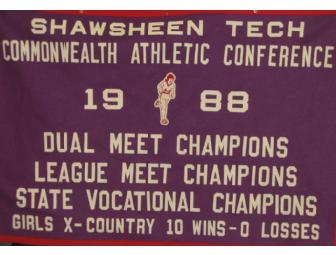 SHAWSHEEN TECH
COMMONWEALTH ATHLETIC CONFERENCE
19 88
DUAL MEET CHAMPIONS
LEAGUE MEET CHAMPIONS
STATE VOCATIONAL CHAMPIONS
GIRLS X-COUNTRY 10 WINS-0 LOSSES